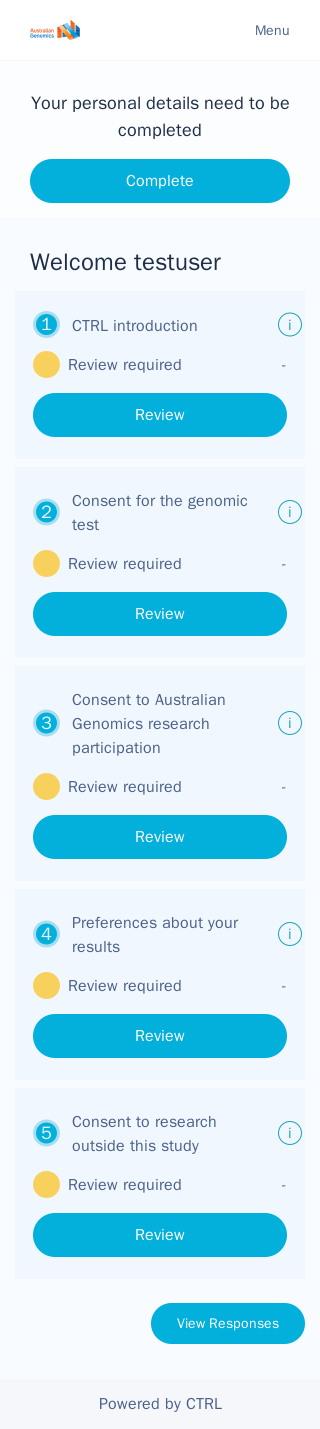 Australian
Genomics
Menu
Your personal details need to be
completed
Complete
Welcome testuser
1 CTRL introduction i
Review required -
Review
2 Consent for the genomic
test i
Review required -
Review
3 Consent to Australian
Genomics research
participation i
Review required -
Review
4 Preferences about your
results i
Review required -
Review
5 Consent to research
outside this study i
Review required -
Review
View Responses
Powered by CTRL